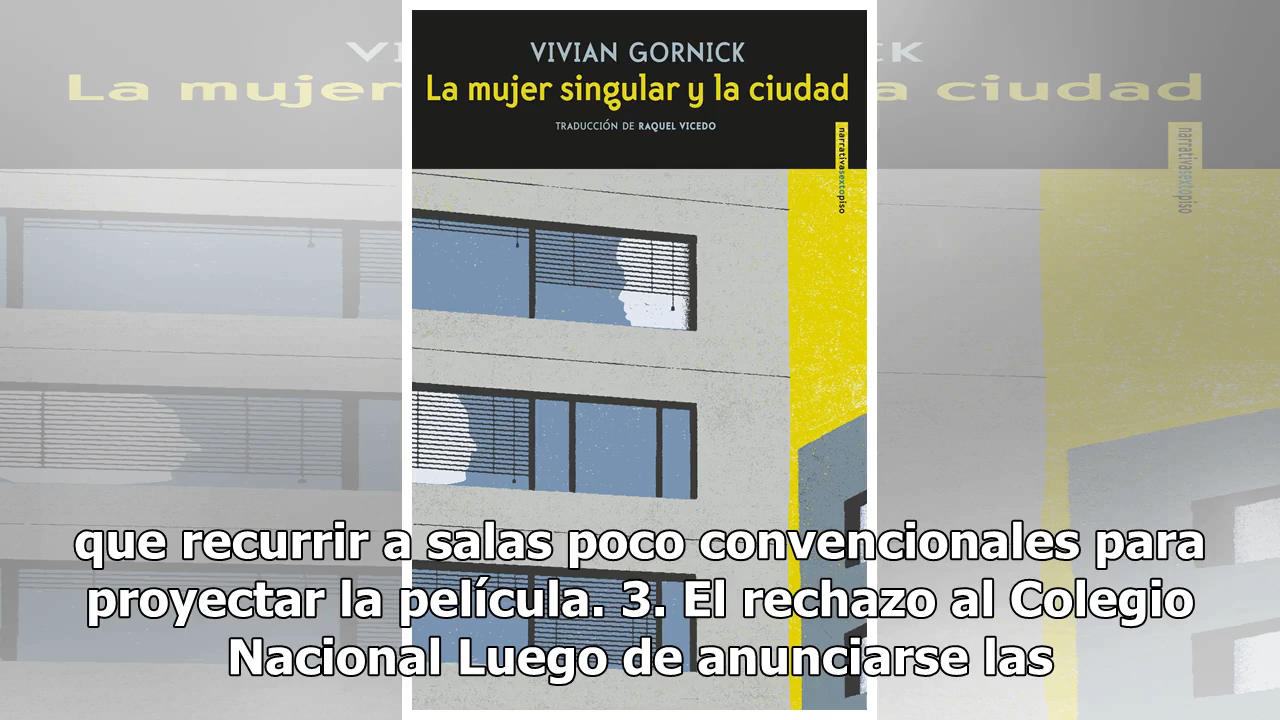 VIVIAN GORNICK
La mujer singular y la ciudad
TRADUCCIÓN DE RAQUEL VICEDO
narrativasextopiso
que recurrir a salas poco convencionales para
proyectar la película. 3. El rechazo al Colegio
Nacional Luego de anunciarse las